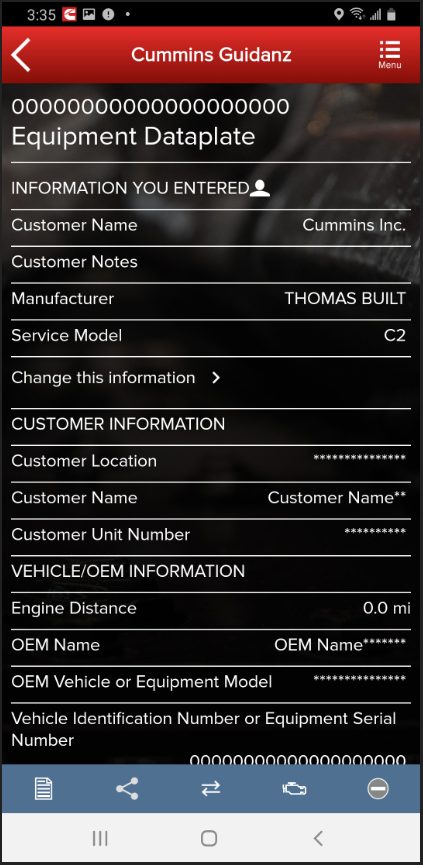 3:35
Cummins Guidanz
Menu
00000000000000000000
Equipment Dataplate
INFORMATION YOU ENTERED
Customer Name Cummins Inc.
Customer Notes
Manufacturer THOMAS BUILT
Service Model C2
Change this information
CUSTOMER INFORMATION
Customer Location ***************
Customer Name Customer Name**
Customer Unit Number **********
VEHICLE/OEM INFORMATION
Engine Distance 0.0 mi
OEM Name OEM Name*******
OEM Vehicle or Equipment Model ***************
Vehicle Identification Number or Equipment Serial
Number
00000000000000000000